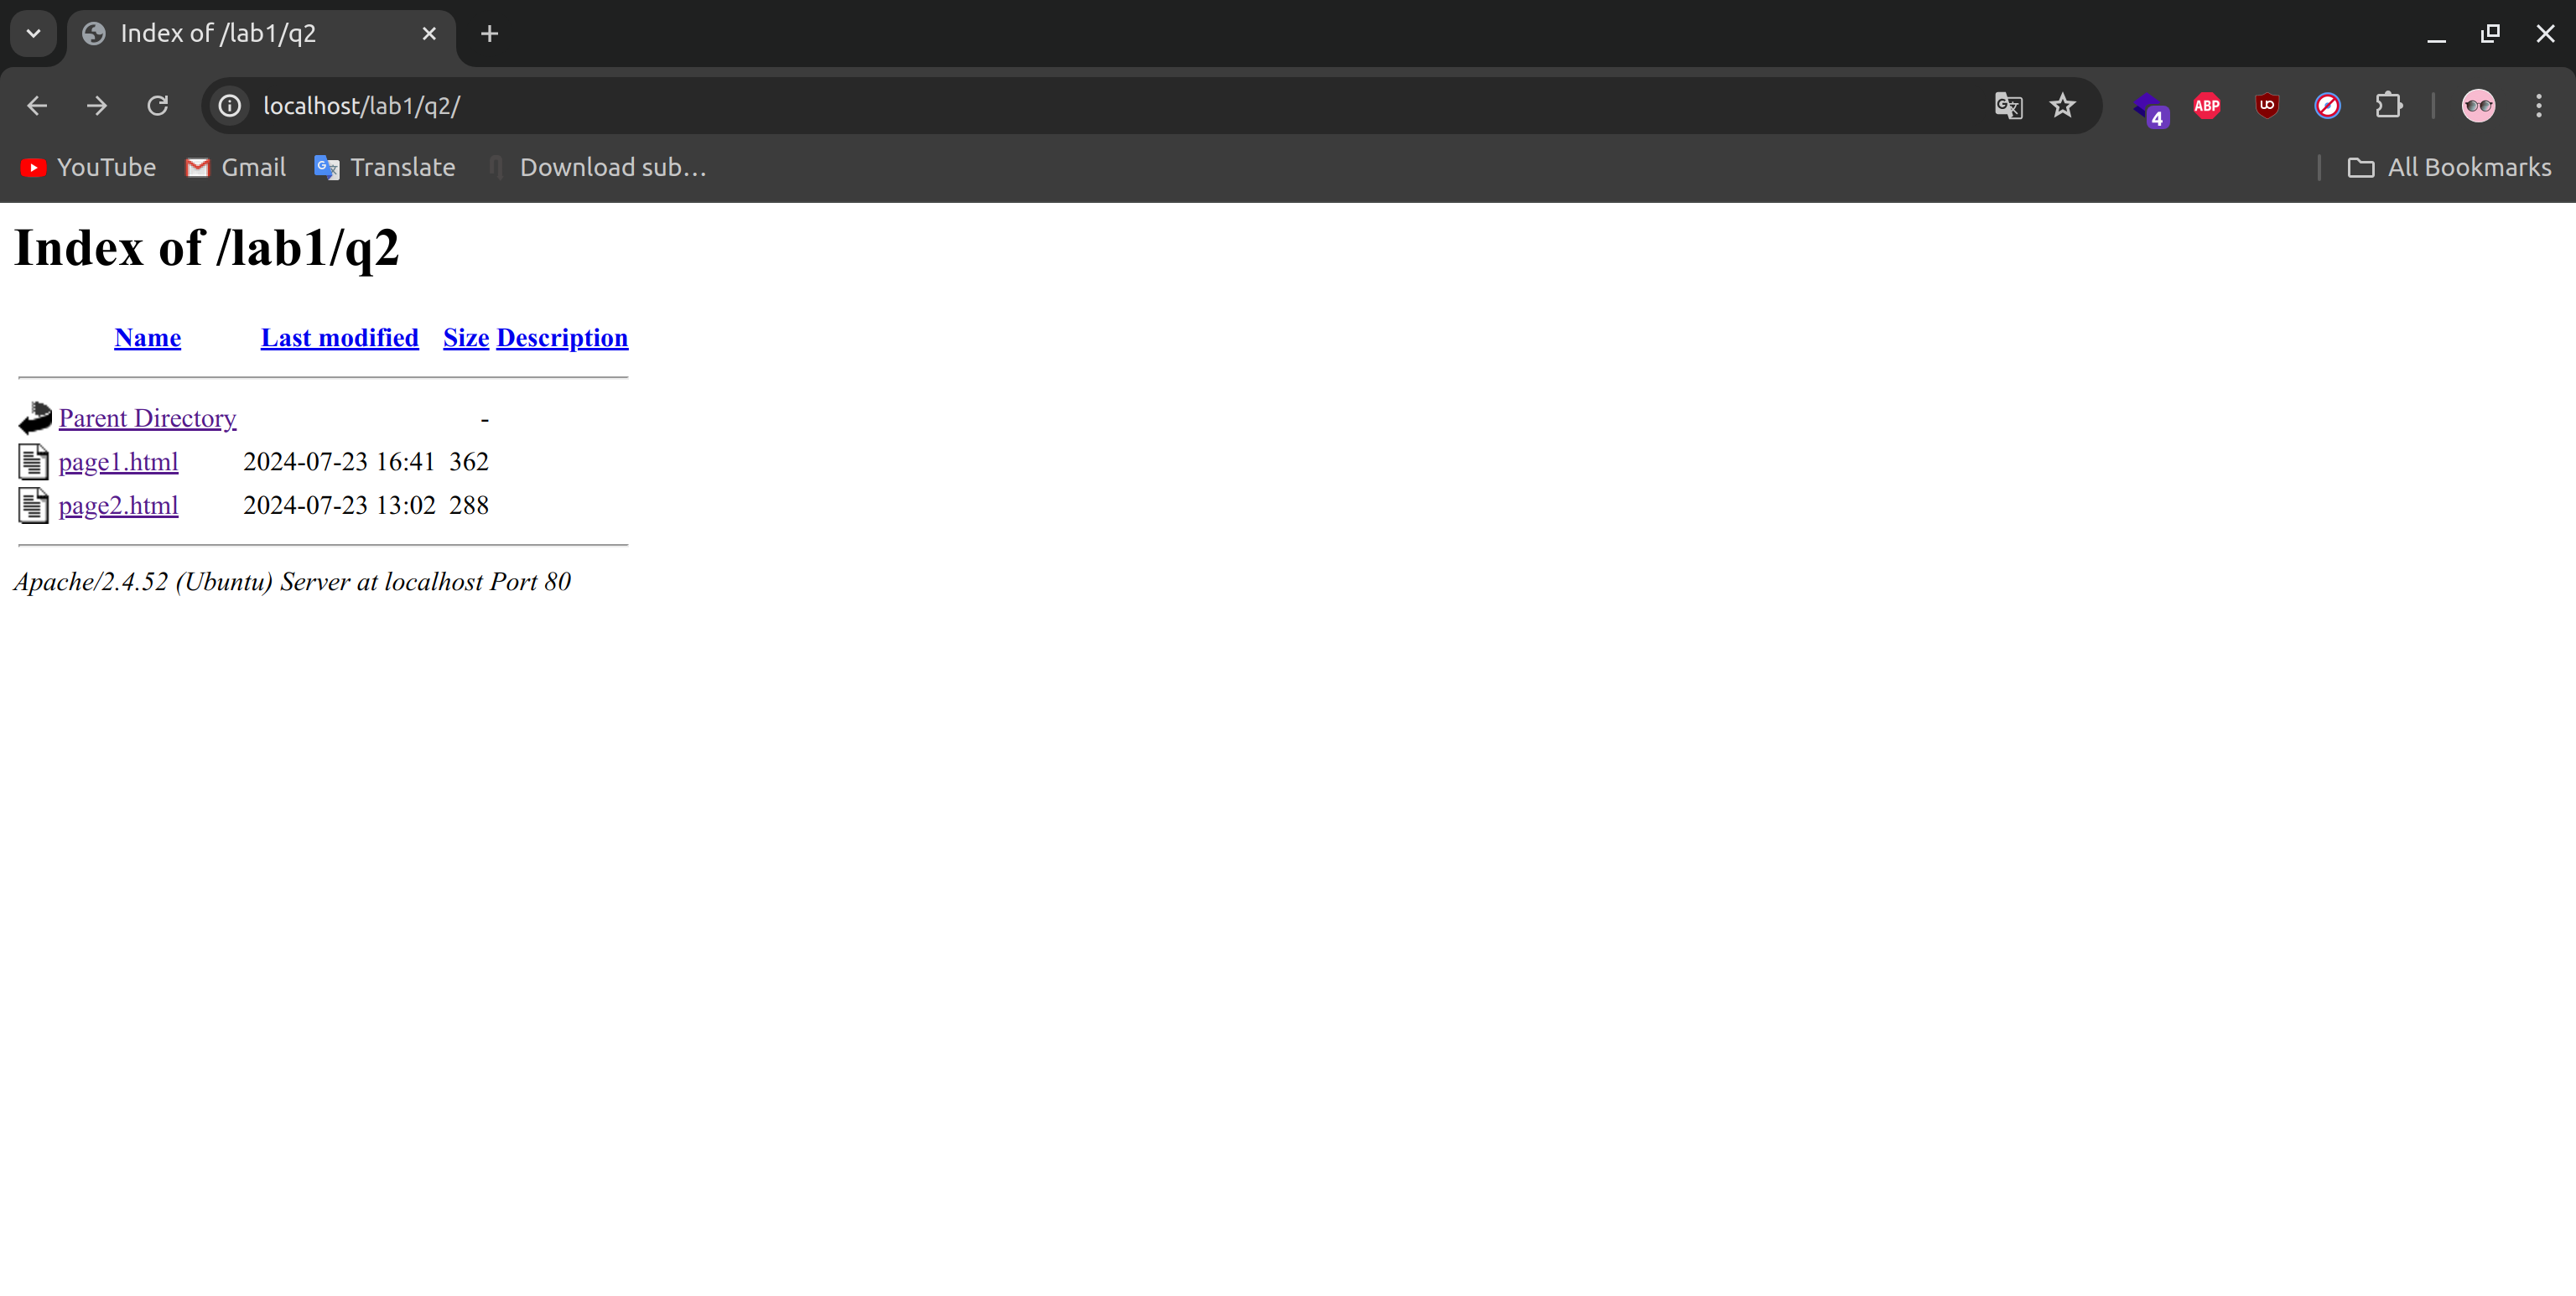 Index of /lab1/q2
localhost/lab1/q2/
4
ABP
YouTube Gmail Translate Download sub... All Bookmarks
Index of /lab1/q2
Name Last modified Size Description
Parent Directory -
page1.html 2024-07-23 16:41 362
page2.html 2024-07-23 13:02 288
Apache/2.4.52 (Ubuntu) Server at localhost Port 80